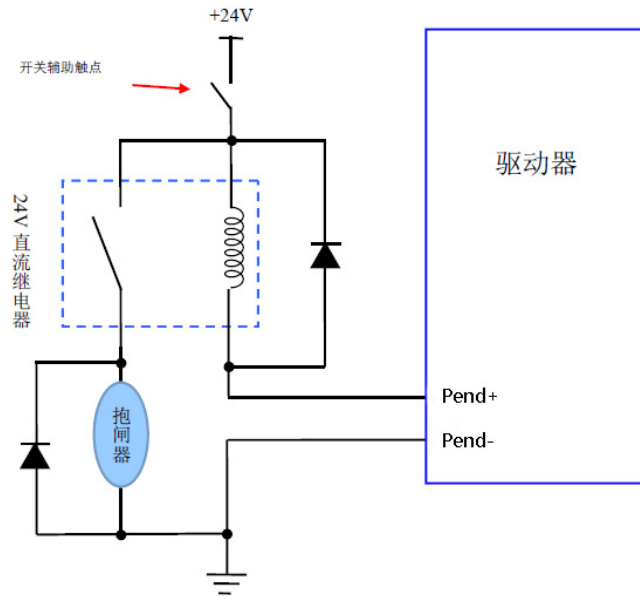 +24V
开关辅助触点
驱动器
24V 直流继电器
Pend+
抱闸器
Pend-